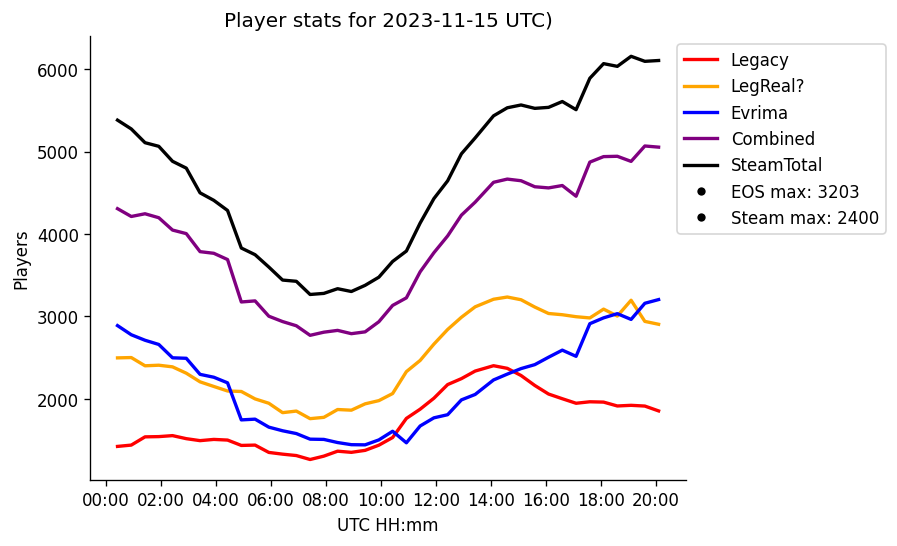 Player stats for 2023-11-15 UTC)
Legacy
LegReal?
Evrima
Combined
SteamTotal
EOS max: 3203
Steam max: 2400
6000
5000
4000
3000
2000
Players
00:00 02:00 04:00 06:00 08:00 10:00 12:00 14:00 16:00 18:00 20:00
UTC HH:mm